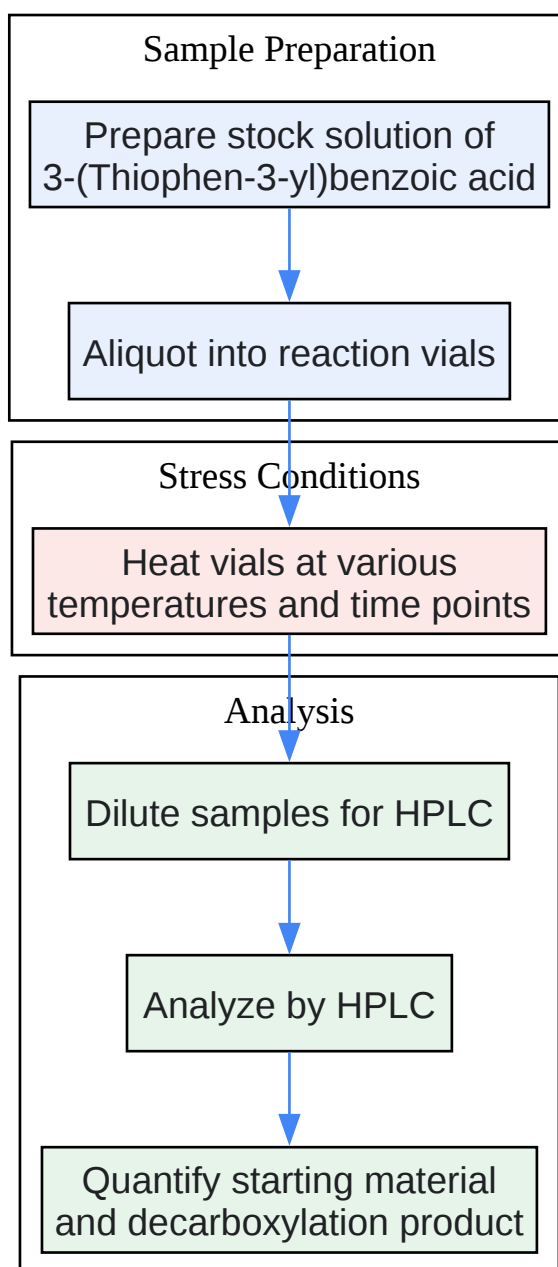 Sample Preparation
Prepare stock solution of
3-(Thiophen-3-yl)benzoic acid
Aliquot into reaction vials
Stress Conditions
Heat vials at various
temperatures and time points
Analysis
Dilute samples for HPLC
Analyze by HPLC
Quantify starting material
and decarboxylation product